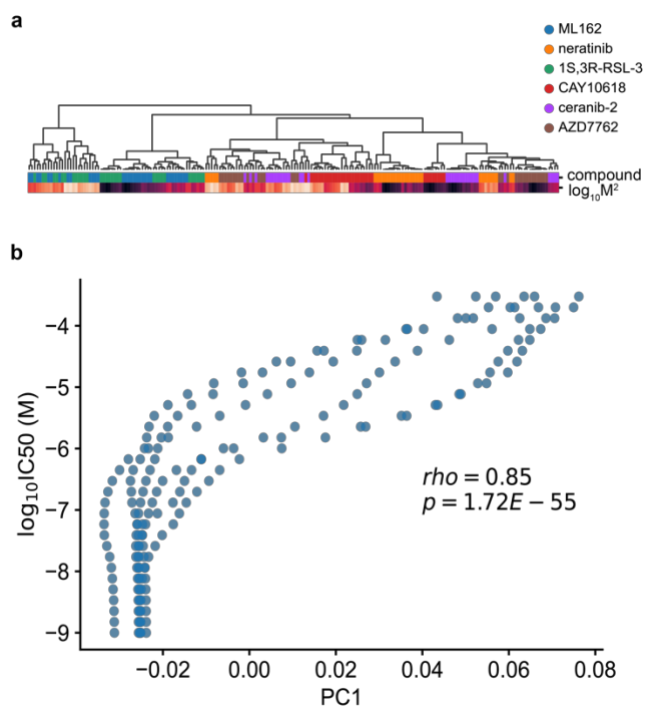 a
ML162
neratinib
1S,3R-RSL-3
CAY10618
ceranib-2
AZD7762
compound
log₁₀M²
b
log₁₀IC50 (M)
−4
−5
−6
−7
−8
−9
rho = 0.85
p = 1.72E − 55
−0.02 0.00 0.02 0.04 0.06 0.08
PC1